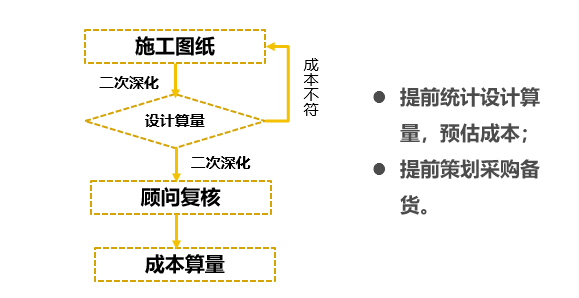 施工图纸
二次深化
成本不符
设计算量
二次深化
顾问复核
成本算量
● 提前统计设计算
量，预估成本；
● 提前策划采购备
货。